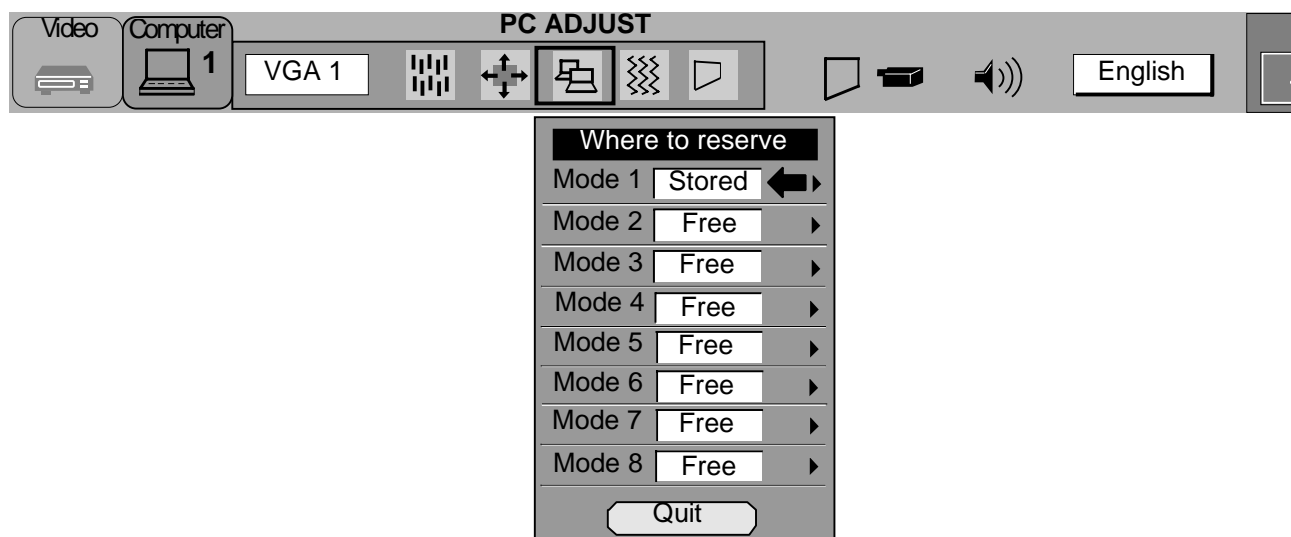 PC ADJUST
Video
Computer
1
VGA 1
English
Where to reserve
Mode 1 Stored
Mode 2 Free
Mode 3 Free
Mode 4 Free
Mode 5 Free
Mode 6 Free
Mode 7 Free
Mode 8 Free
Quit